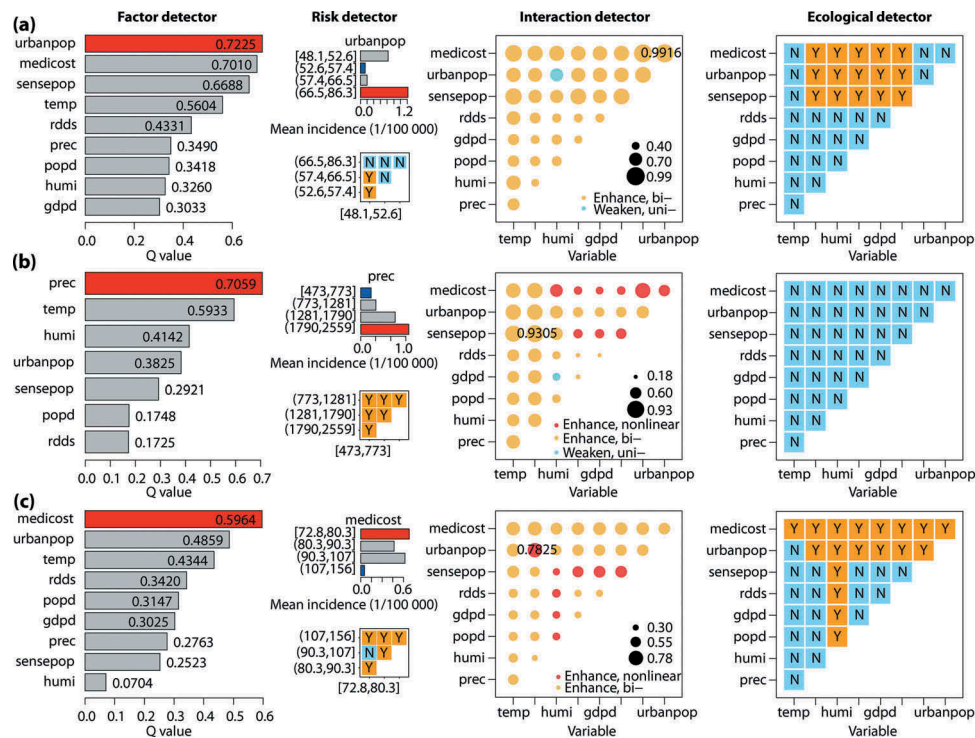 Factor detector Risk detector Interaction detector Ecological detector
(a)
urbanpop 0.7225
medicost 0.7010
sensepop 0.6688
temp 0.5604
rdds 0.4331
prec 0.3490
popd 0.3418
humi 0.3260
gdpd 0.3033
0.0 0.2 0.4 0.6
Q value
urbanpop
[48.1,52.6]
(52.6,57.4]
(57.4,66.5]
(66.5,86.3]
0.0 1.2
Mean incidence (1/100 000)
(66.5,86.3] N N N
(57.4,66.5] Y N
(52.6,57.4] Y
[48.1,52.6]
medicost 0.9916
urbanpop
sensepop
rdds
gdpd
popd
humi
prec
0.40
0.70
0.99
Enhance, bi−
Weaken, uni−
temp humi gdpd urbanpop
Variable
medicost N Y Y Y Y Y N N
urbanpop N Y Y Y Y Y N
sensepop N Y Y Y Y Y
rdds N N N N N
gdpd N N N N
popd N N N
humi N N
prec N
temp humi gdpd urbanpop
Variable
(b)
prec 0.7059
temp 0.5933
humi 0.4142
urbanpop 0.3825
sensepop 0.2921
popd 0.1748
rdds 0.1725
0.0 0.1 0.2 0.3 0.4 0.5 0.6 0.7
Q value
prec
[473,773]
(773,1281]
(1281,1790]
(1790,2559]
0.0 1.0
Mean incidence (1/100 000)
(773,1281] Y Y Y
(1281,1790] Y Y
(1790,2559] Y
[473,773]
medicost
urbanpop
sensepop 0.9305
rdds
gdpd
popd
humi
prec
0.18
0.60
0.93
Enhance, nonlinear
Enhance, bi−
Weaken, uni−
temp humi gdpd urbanpop
Variable
medicost N N N N N N N N
urbanpop N N N N N N N
sensepop N N N N N N
rdds N N N N N
gdpd N N N N
popd N N N
humi N N
prec N
temp humi gdpd urbanpop
Variable
(c)
medicost 0.5964
urbanpop 0.4859
temp 0.4344
rdds 0.3420
popd 0.3147
gdpd 0.3025
prec 0.2763
sensepop 0.2523
humi 0.0704
0.0 0.1 0.2 0.3 0.4 0.5 0.6
Q value
medicost
[72.8,80.3]
(80.3,90.3]
(90.3,107]
(107,156]
0.0 0.6
Mean incidence (1/100 000)
(107,156] Y Y Y
(90.3,107] N Y
(80.3,90.3] Y
[72.8,80.3]
medicost
urbanpop 0.7825
sensepop
rdds
gdpd
popd
humi
prec
0.30
0.55
0.78
Enhance, nonlinear
Enhance, bi−
temp humi gdpd urbanpop
Variable
medicost Y Y Y Y Y Y Y Y
urbanpop N Y Y Y Y Y Y
sensepop N N Y N N N
rdds N N Y N N
gdpd N N Y N
popd N N Y
humi N N
prec N
temp humi gdpd urbanpop
Variable